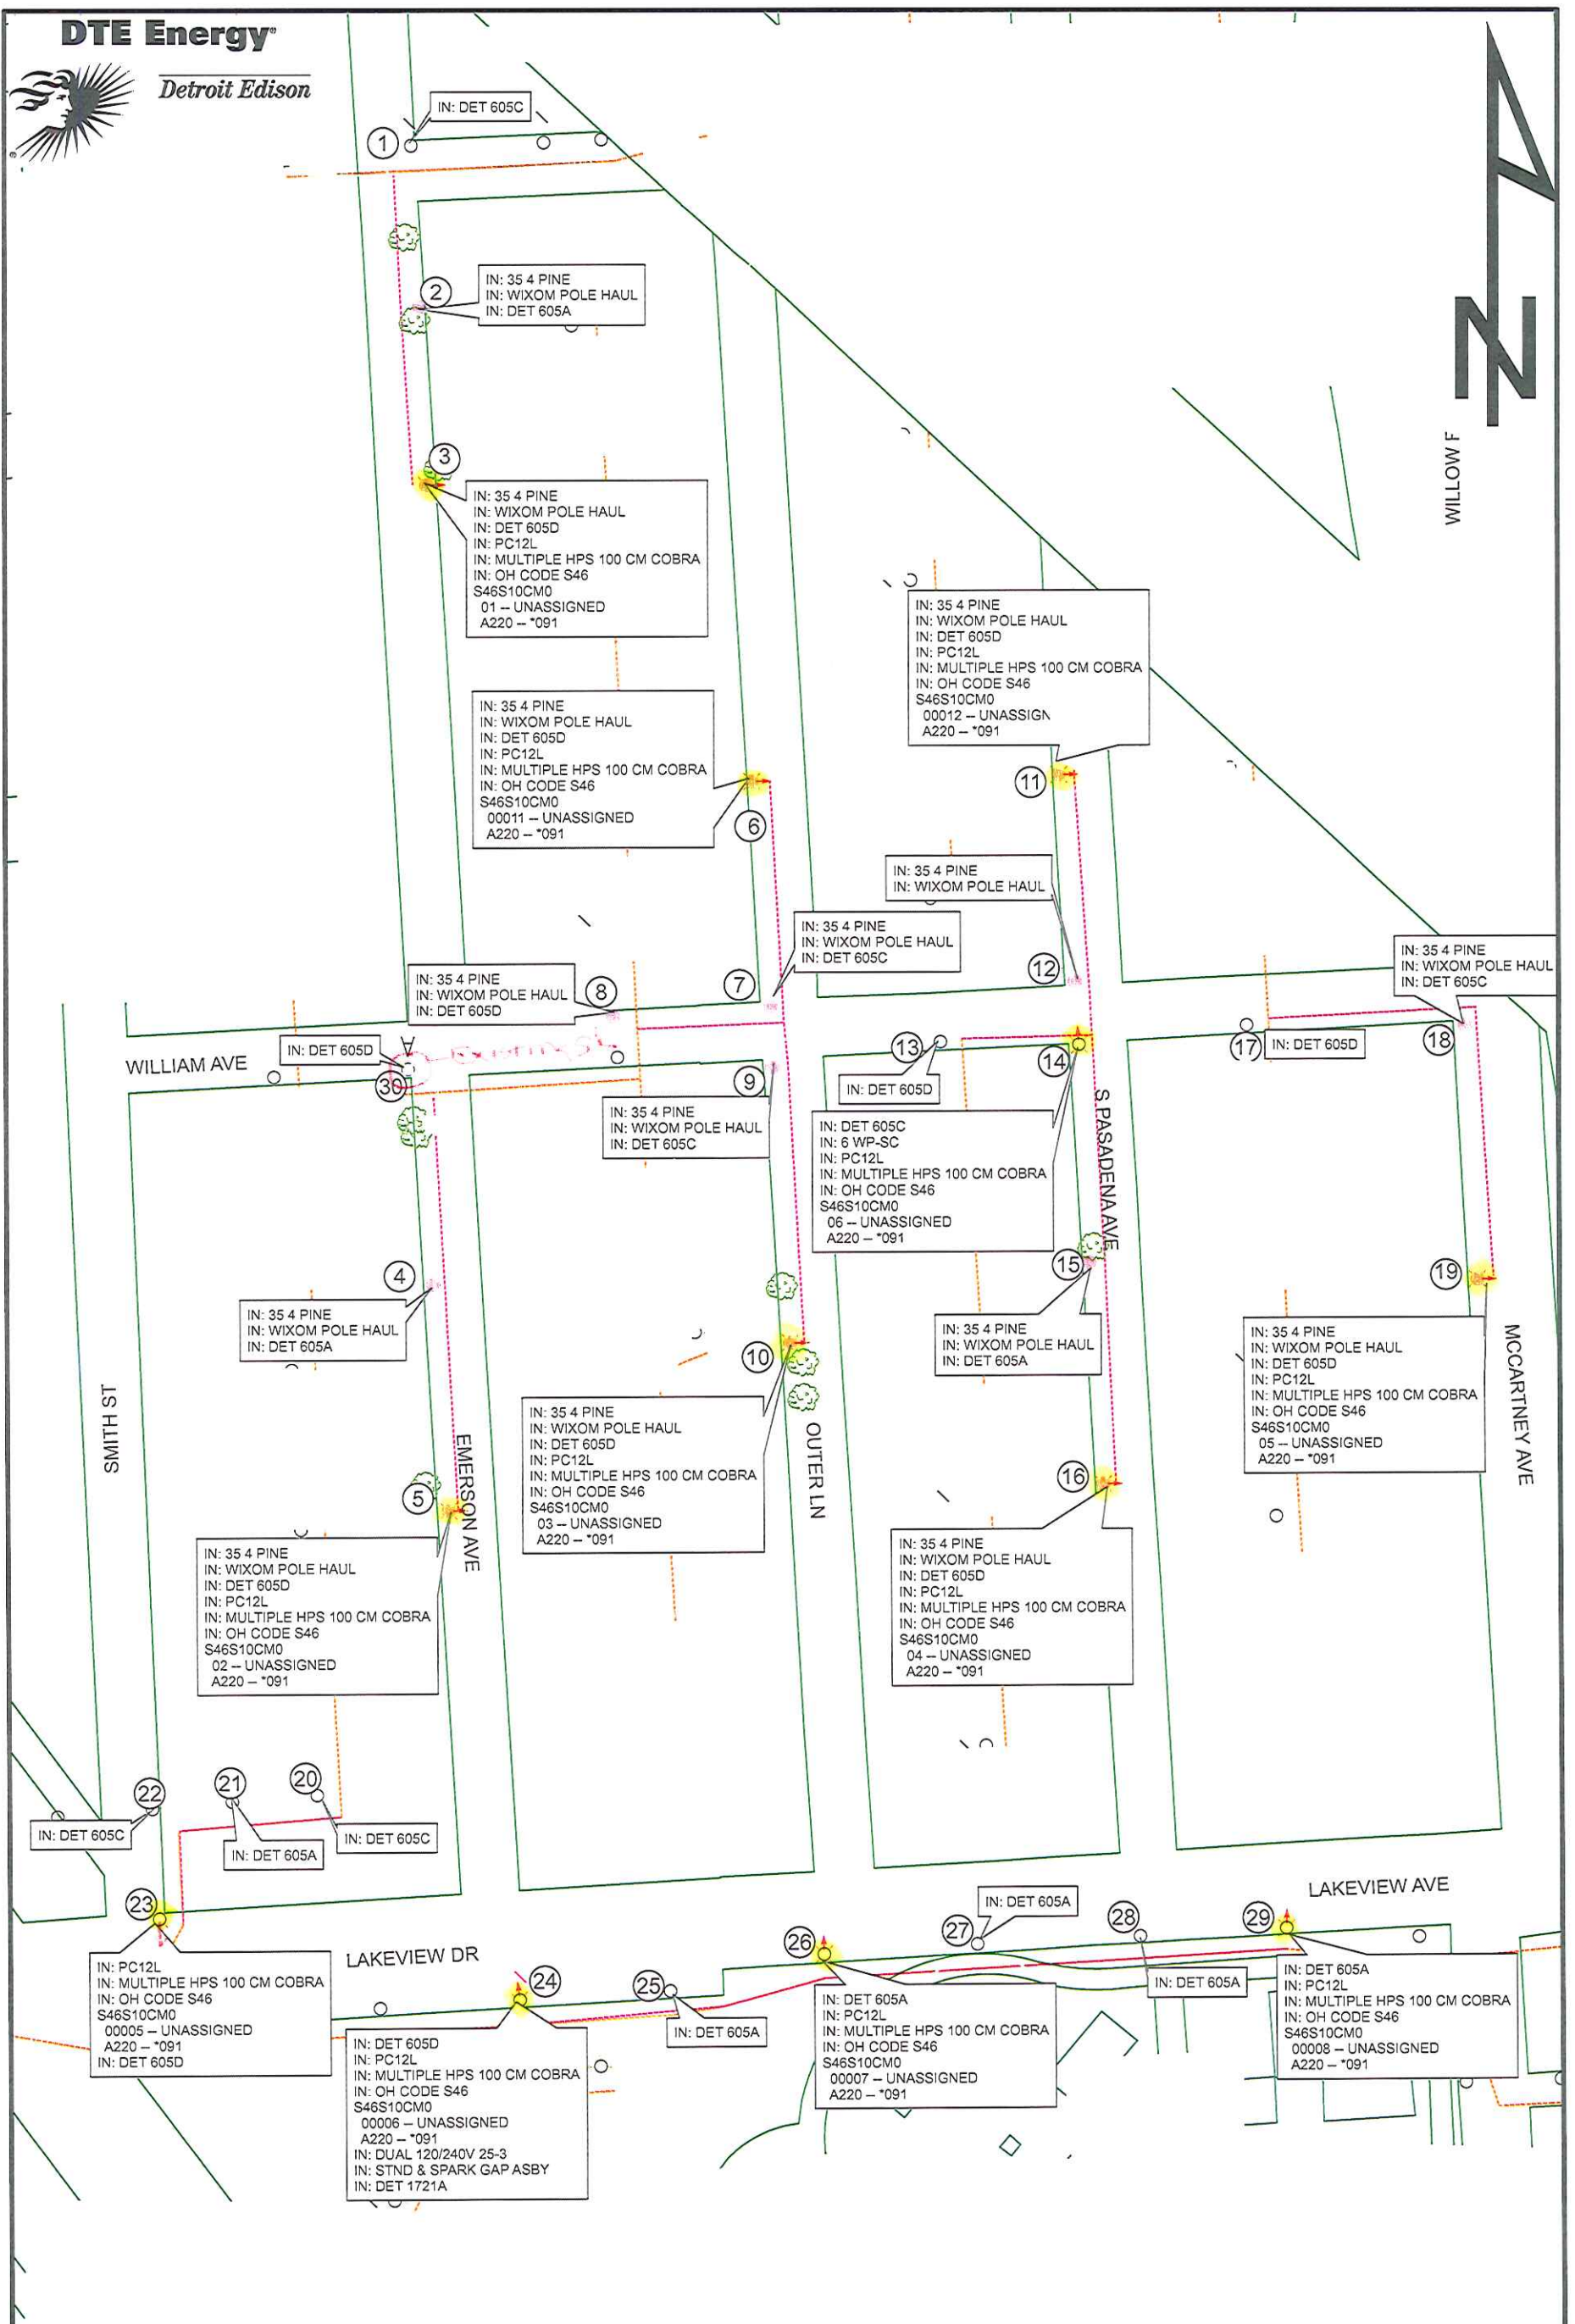 DTE Energy®
Detroit Edison
®
IN: DET 605C
1
2
IN: 35 4 PINE
IN: WIXOM POLE HAUL
IN: DET 605A
N
WILLOW F
3
IN: 35 4 PINE
IN: WIXOM POLE HAUL
IN: DET 605D
IN: PC12L
IN: MULTIPLE HPS 100 CM COBRA
IN: OH CODE S46
S46S10CM0
01 -- UNASSIGNED
A220 -- *091
IN: 35 4 PINE
IN: WIXOM POLE HAUL
IN: DET 605D
IN: PC12L
IN: MULTIPLE HPS 100 CM COBRA
IN: OH CODE S46
S46S10CM0
00012 -- UNASSIGN
A220 -- *091
11
IN: 35 4 PINE
IN: WIXOM POLE HAUL
IN: DET 605D
IN: PC12L
IN: MULTIPLE HPS 100 CM COBRA
IN: OH CODE S46
S46S10CM0
00011 -- UNASSIGNED
A220 -- *091
6
IN: 35 4 PINE
IN: WIXOM POLE HAUL
12
IN: 35 4 PINE
IN: WIXOM POLE HAUL
IN: DET 605C
7
IN: 35 4 PINE
IN: WIXOM POLE HAUL
IN: DET 605D
8
IN: 35 4 PINE
IN: WIXOM POLE HAUL
IN: DET 605C
18
17
IN: DET 605D
WILLIAM AVE
IN: DET 605D
30
9
IN: 35 4 PINE
IN: WIXOM POLE HAUL
IN: DET 605C
13
IN: DET 605D
14
IN: DET 605C
IN: 6 WP-SC
IN: PC12L
IN: MULTIPLE HPS 100 CM COBRA
IN: OH CODE S46
S46S10CM0
06 -- UNASSIGNED
A220 -- *091
S PASADENA AVE
4
IN: 35 4 PINE
IN: WIXOM POLE HAUL
IN: DET 605A
15
IN: 35 4 PINE
IN: WIXOM POLE HAUL
IN: DET 605A
19
IN: 35 4 PINE
IN: WIXOM POLE HAUL
IN: DET 605D
IN: PC12L
IN: MULTIPLE HPS 100 CM COBRA
IN: OH CODE S46
S46S10CM0
05 -- UNASSIGNED
A220 -- *091
MCCARTNEY AVE
10
IN: 35 4 PINE
IN: WIXOM POLE HAUL
IN: DET 605D
IN: PC12L
IN: MULTIPLE HPS 100 CM COBRA
IN: OH CODE S46
S46S10CM0
03 -- UNASSIGNED
A220 -- *091
OUTER LN
SMITH ST
EMERSON AVE
5
IN: 35 4 PINE
IN: WIXOM POLE HAUL
IN: DET 605D
IN: PC12L
IN: MULTIPLE HPS 100 CM COBRA
IN: OH CODE S46
S46S10CM0
02 -- UNASSIGNED
A220 -- *091
16
IN: 35 4 PINE
IN: WIXOM POLE HAUL
IN: DET 605D
IN: PC12L
IN: MULTIPLE HPS 100 CM COBRA
IN: OH CODE S46
S46S10CM0
04 -- UNASSIGNED
A220 -- *091
22
21
20
IN: DET 605C
IN: DET 605A
IN: DET 605C
23
IN: PC12L
IN: MULTIPLE HPS 100 CM COBRA
IN: OH CODE S46
S46S10CM0
00005 -- UNASSIGNED
A220 -- *091
IN: DET 605D
LAKEVIEW DR
LAKEVIEW AVE
24
IN: DET 605D
IN: PC12L
IN: MULTIPLE HPS 100 CM COBRA
IN: OH CODE S46
S46S10CM0
00006 -- UNASSIGNED
A220 -- *091
IN: DUAL 120/240V 25-3
IN: STND & SPARK GAP ASBY
IN: DET 1721A
25
IN: DET 605A
26
IN: DET 605A
IN: PC12L
IN: MULTIPLE HPS 100 CM COBRA
IN: OH CODE S46
S46S10CM0
00007 -- UNASSIGNED
A220 -- *091
27
IN: DET 605A
28
IN: DET 605A
29
IN: DET 605A
IN: PC12L
IN: MULTIPLE HPS 100 CM COBRA
IN: OH CODE S46
S46S10CM0
00008 -- UNASSIGNED
A220 -- *091